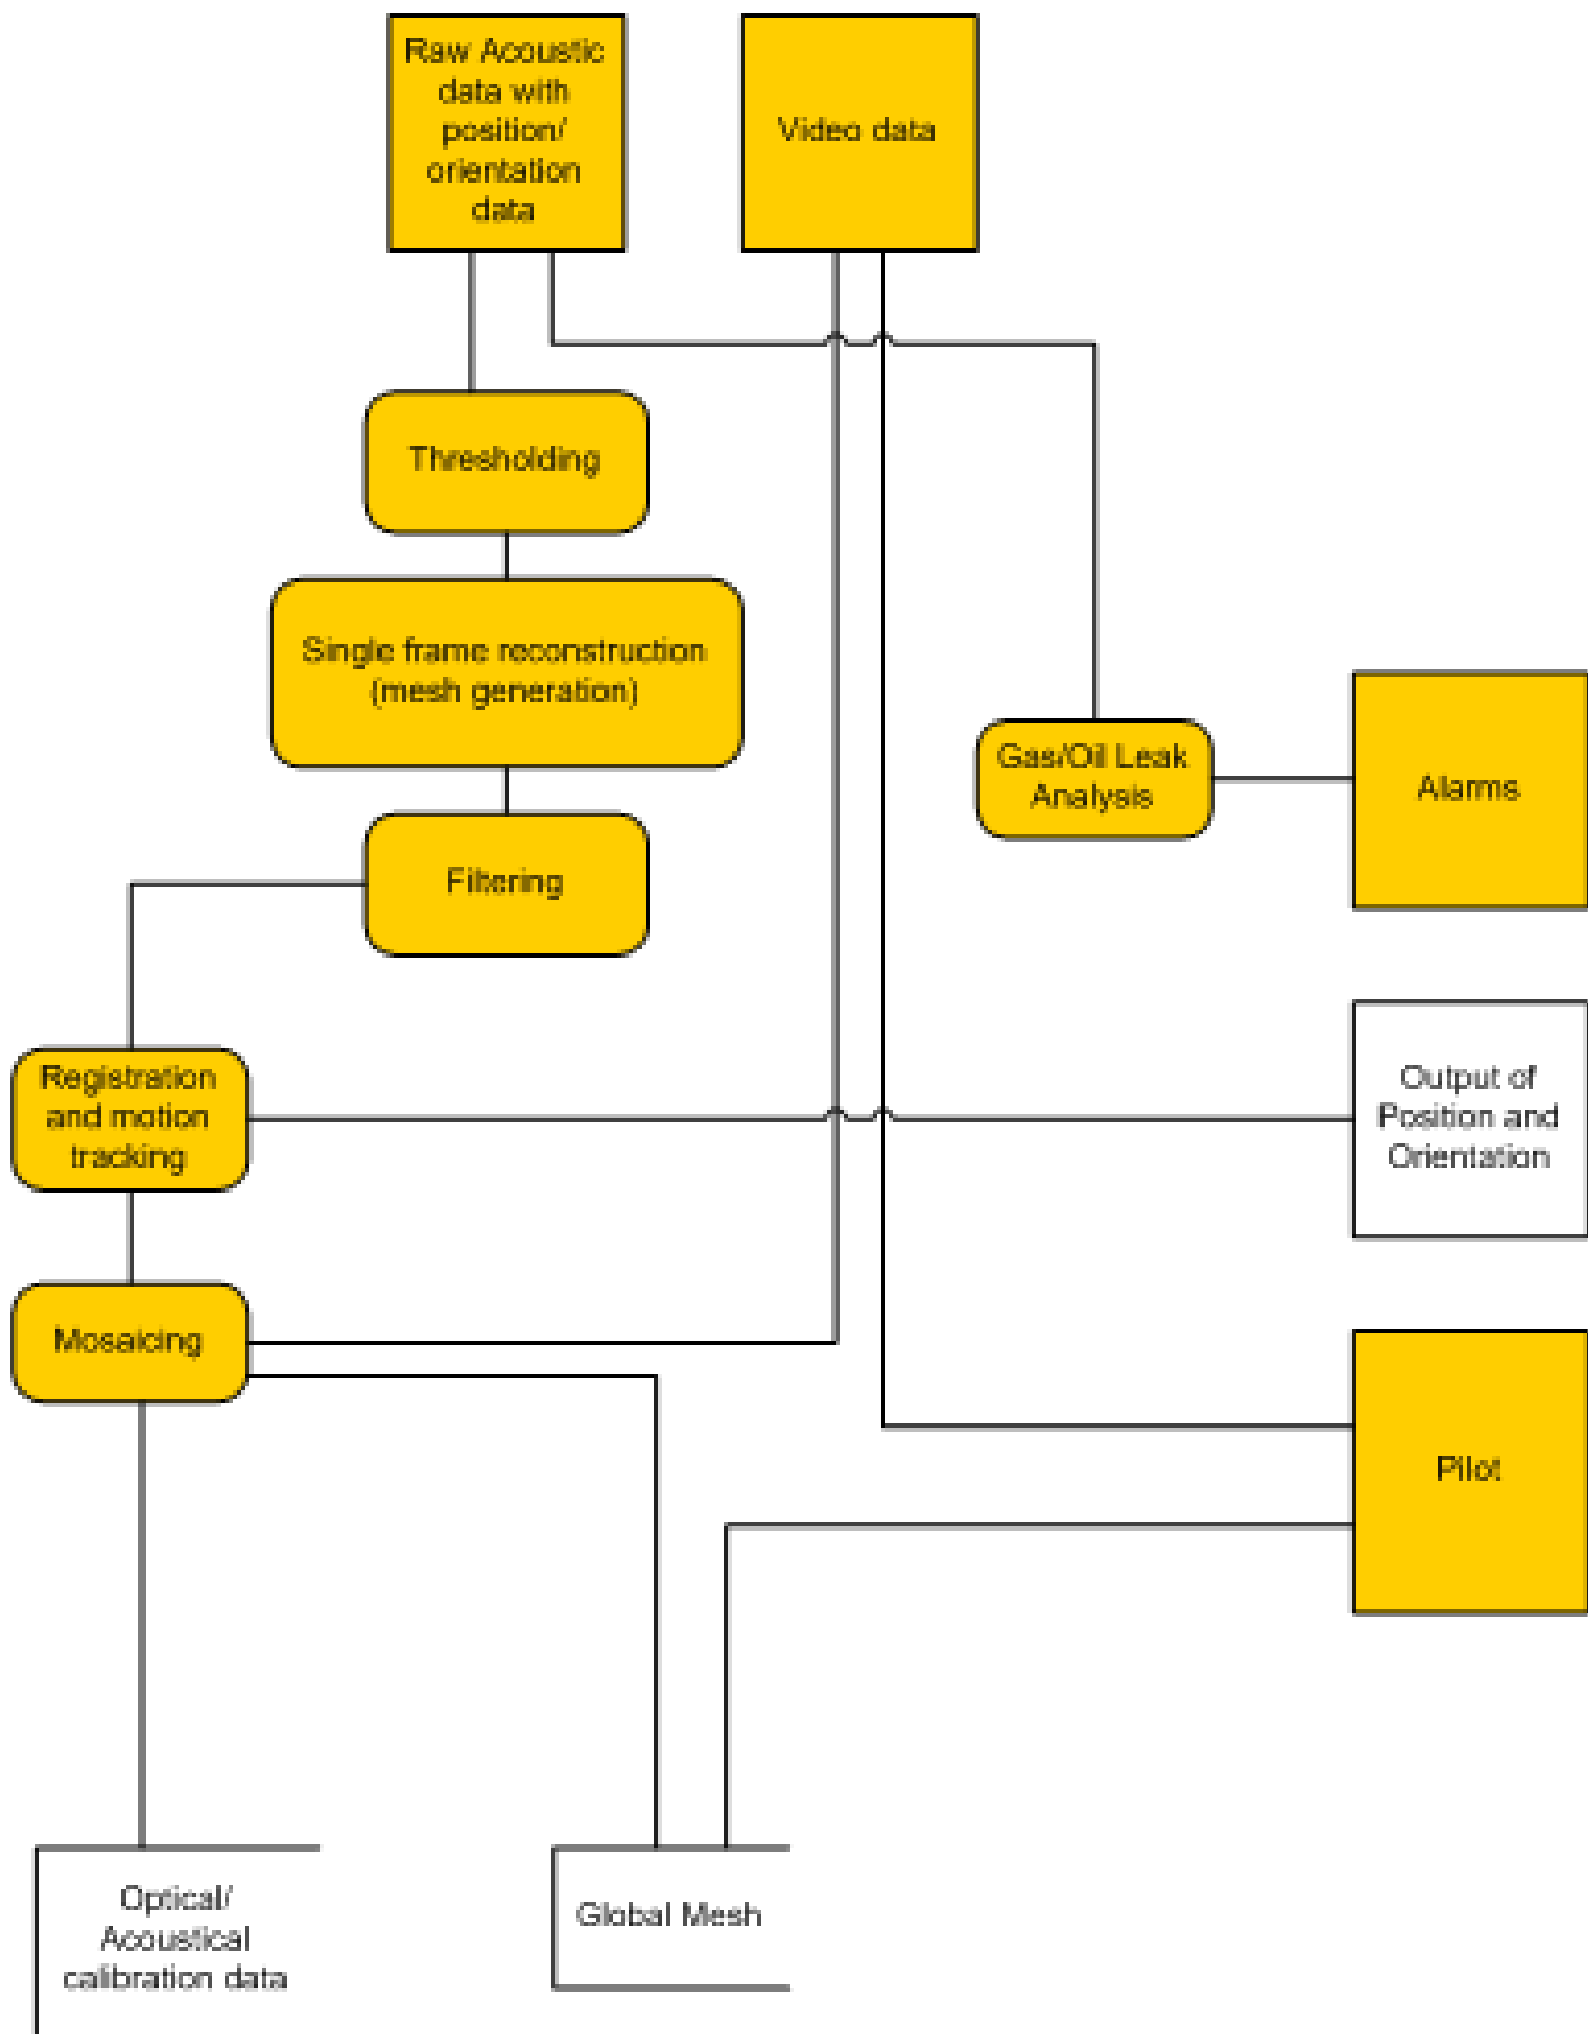 Raw Acoustic
data with
position/
orientation
data
Video data
Thresholding
Single frame reconstruction
(mesh generation)
Gas/Oil Leak
Analysis
Alarms
Filtering
Registration
and motion
tracking
Output of
Position and
Orientation
Mosaicing
Pilot
Optical/
Acoustical
calibration data
Global Mesh